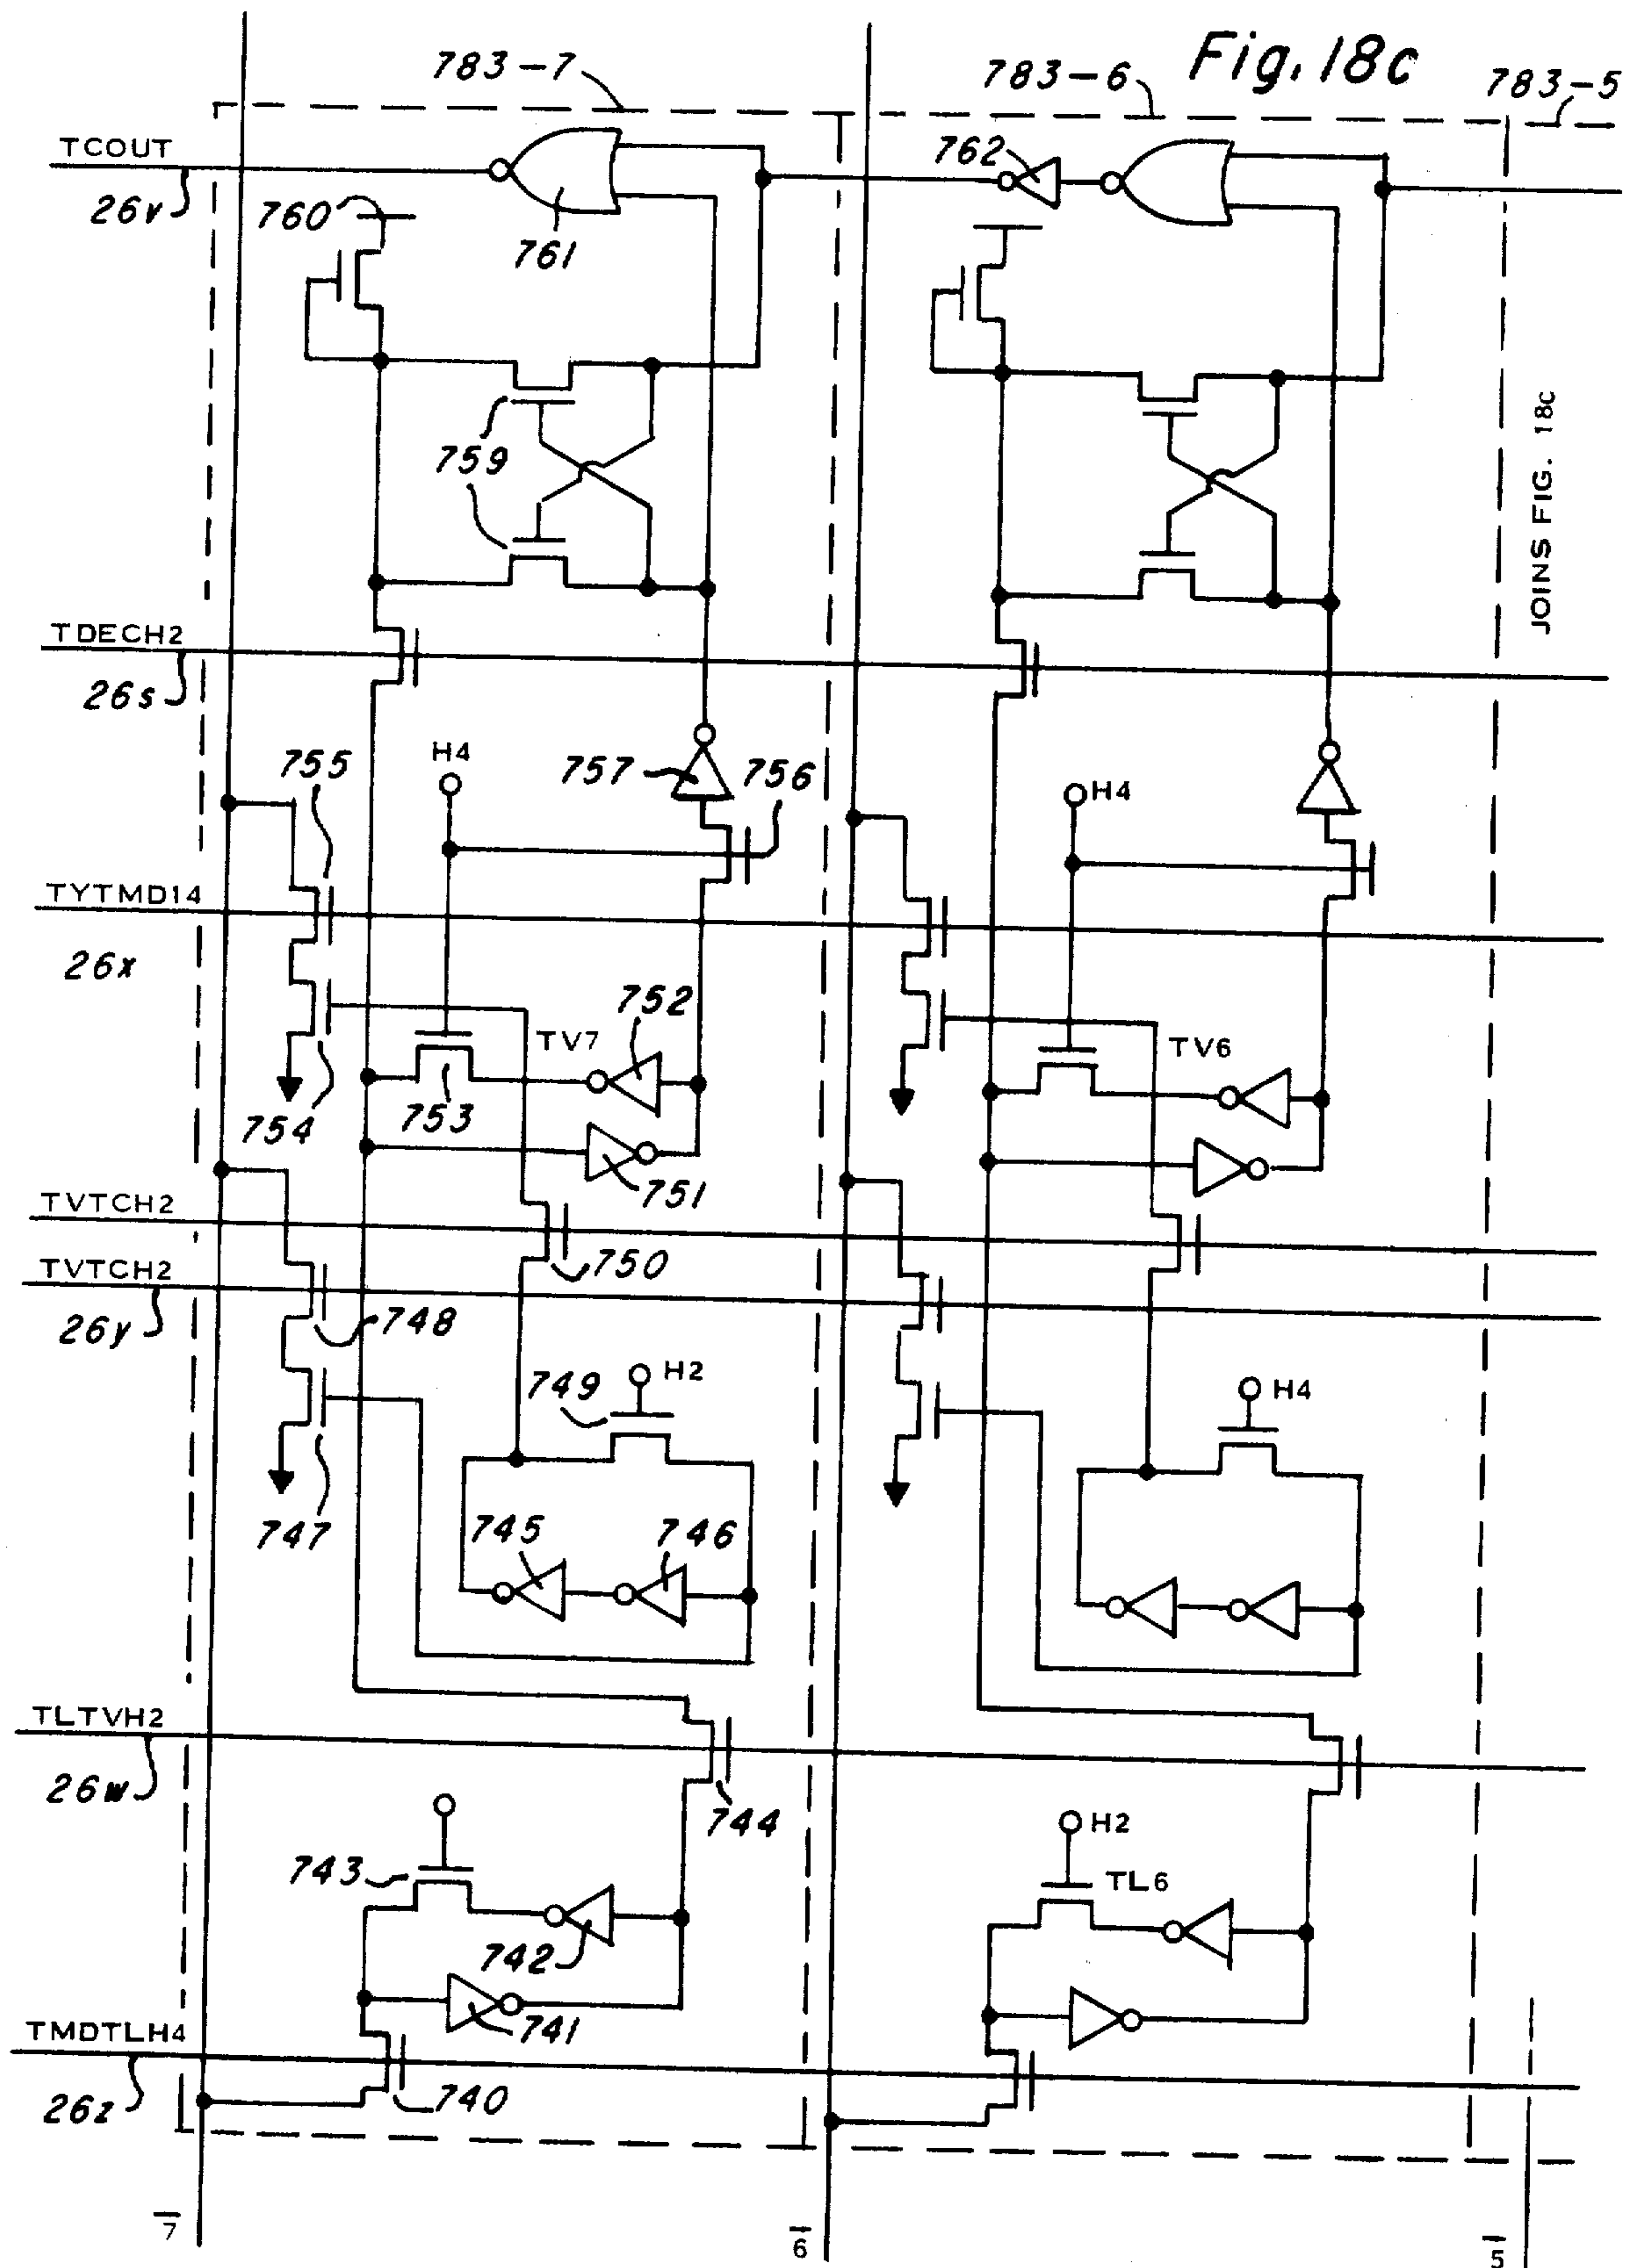 Fig. 18c
783-7
783-6
783-5
TCOUT
762
26v
760
761
759
JOINS FIG. 18c
TDECH2
26s
755
H4
757
756
H4
TYTMD14
26x
752
TV7
TV6
754
753
751
TVTCH2
750
TVTCH2
26y
748
749
H2
H4
747
745
746
TLTVH2
26w
744
743
H2
TL6
742
741
TMDTLH4
26z
740
7
6
5